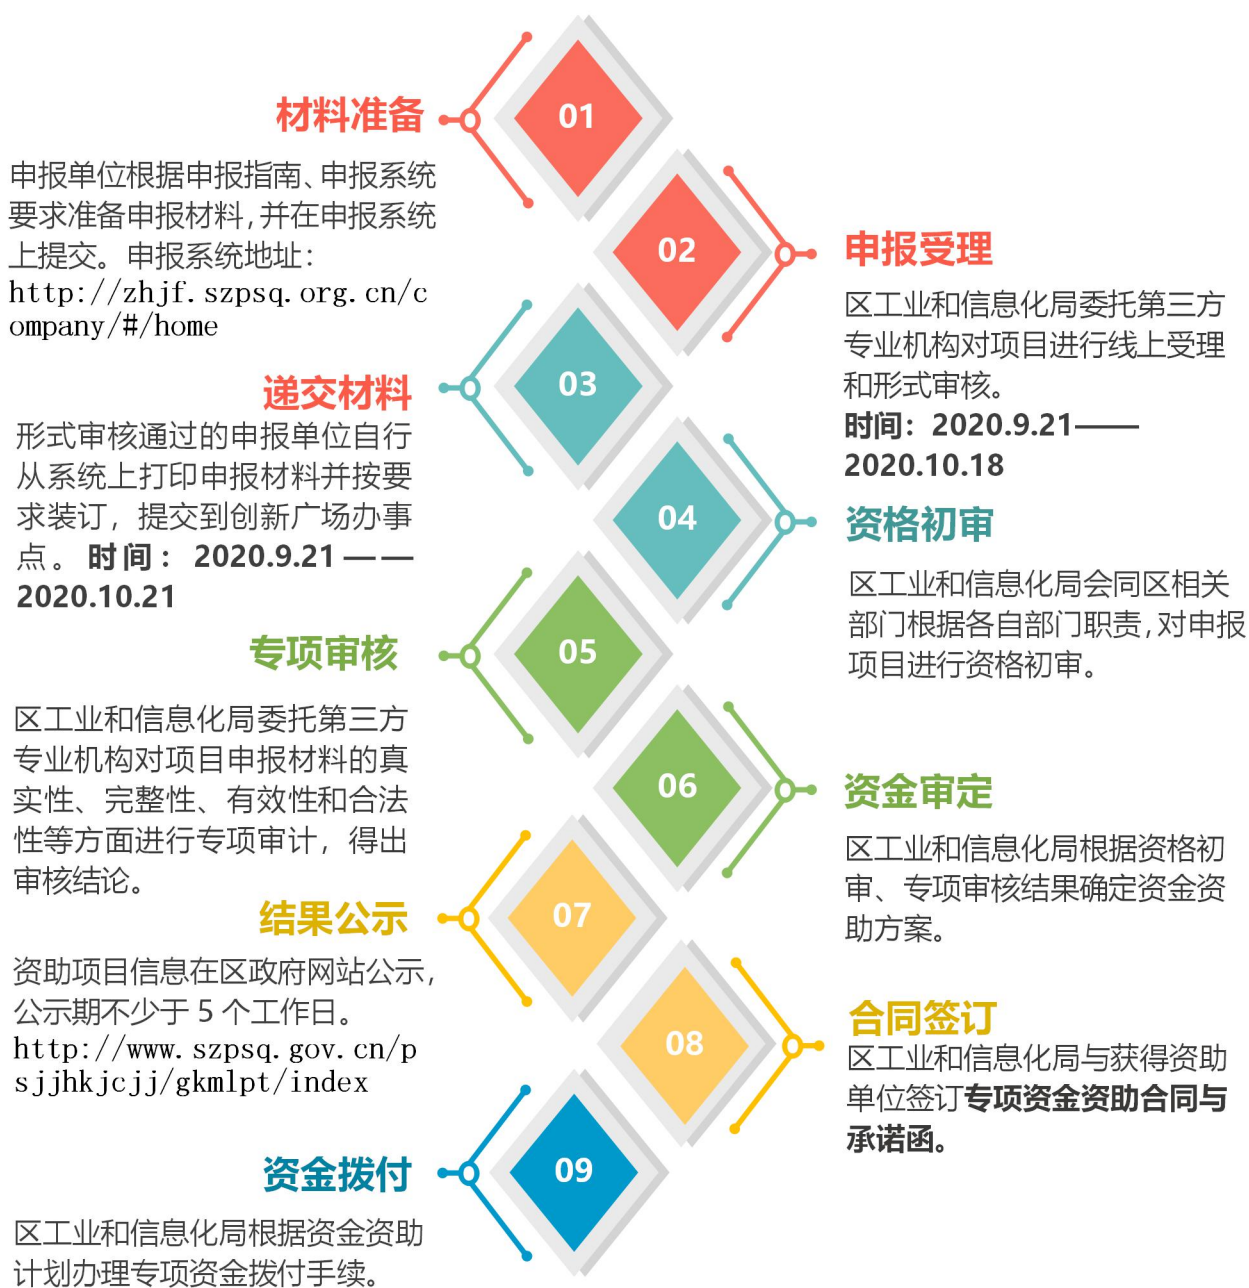 01
材料准备
申报单位根据申报指南、申报系统
要求准备申报材料,并在申报系统
上提交。申报系统地址:
http://zhjf.szpsq.org.cn/c
ompany/#/home
02
申报受理
区工业和信息化局委托第三方
专业机构对项目进行线上受理
和形式审核。
时间：2020.9.21——
2020.10.18
03
递交材料
形式审核通过的申报单位自行
从系统上打印申报材料并按要
求装订，提交到创新广场办事
点。时间：2020.9.21——
2020.10.21
04
资格初审
区工业和信息化局会同区相关
部门根据各自部门职责,对申报
项目进行资格初审。
05
专项审核
区工业和信息化局委托第三方
专业机构对项目申报材料的真
实性、完整性、有效性和合法
性等方面进行专项审计，得出
审核结论。
06
资金审定
区工业和信息化局根据资格初
审、专项审核结果确定资金资
助方案。
07
结果公示
资助项目信息在区政府网站公示,
公示期不少于 5 个工作日。
http://www.szpsq.gov.cn/p
sjjhkjcjj/gkmlpt/index
08
合同签订
区工业和信息化局与获得资助
单位签订专项资金资助合同与
承诺函。
09
资金拨付
区工业和信息化局根据资金资助
计划办理专项资金拨付手续。